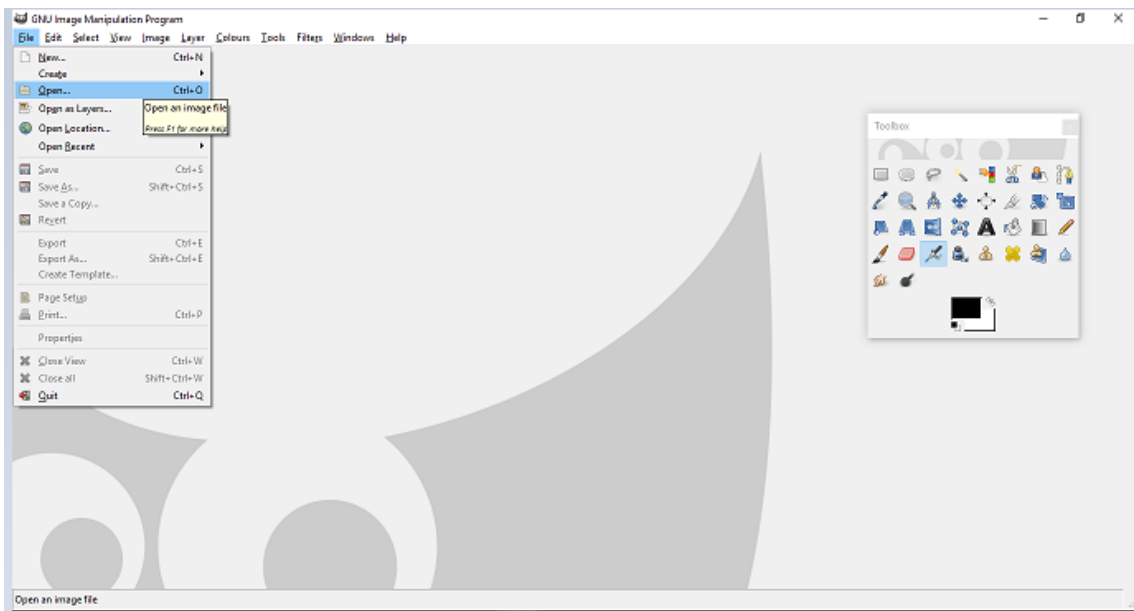 GNU Image Manipulation Program
File Edit Select View Image Layer Colours Tools Filters Windows Help
New... Ctrl+N
Create
Open... Ctrl+O
Open as Layers...
Open an image file
Open Location...
Press F1 for more help
Open Recent
Save Ctrl+S
Save As... Shift+Ctrl+S
Save a Copy...
Revert
Export Ctrl+E
Export As... Shift+Ctrl+E
Create Template...
Page Setup
Print... Ctrl+P
Properties
Close View Ctrl+W
Close all Shift+Ctrl+W
Quit Ctrl+Q
Toolbox
Open an image file